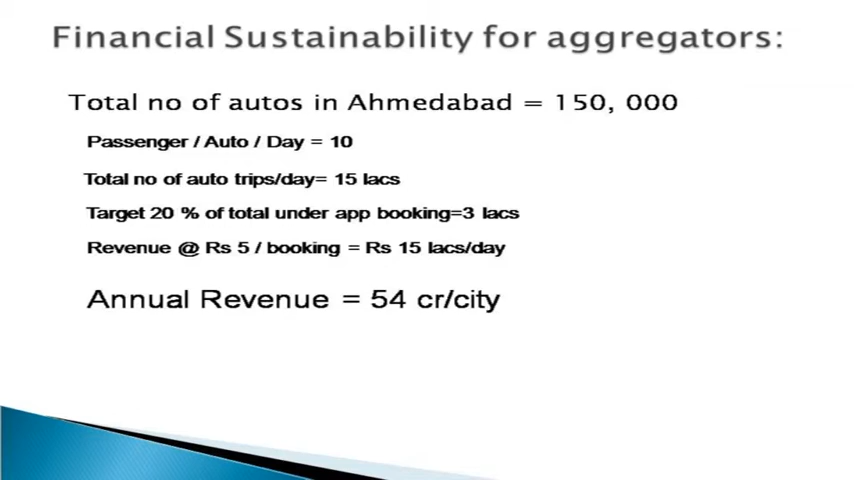 Financial Sustainability for aggregators:
Total no of autos in Ahmedabad = 150, 000
Passenger / Auto / Day = 10
Total no of auto trips/day= 15 lacs
Target 20 % of total under app booking=3 lacs
Revenue @ Rs 5 / booking = Rs 15 lacs/day
Annual Revenue = 54 cr/city